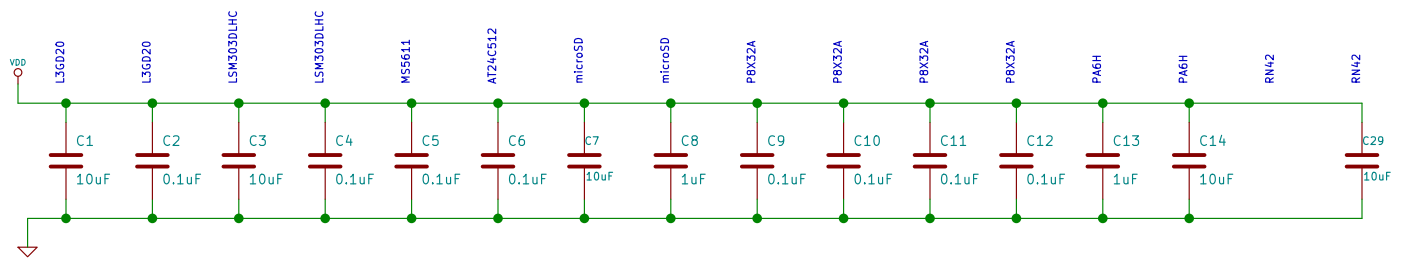 VDD
L3GD20
L3GD20
LSM303DLHC
LSM303DLHC
MS5611
AT24C512
microSD
microSD
P8X32A
P8X32A
P8X32A
P8X32A
PA6H
PA6H
RN42
RN42
C1
C2
C3
C4
C5
C6
C7
C8
C9
C10
C11
C12
C13
C14
C29
10uF
0.1uF
10uF
0.1uF
0.1uF
0.1uF
10uF
1uF
0.1uF
0.1uF
0.1uF
0.1uF
1uF
10uF
10uF